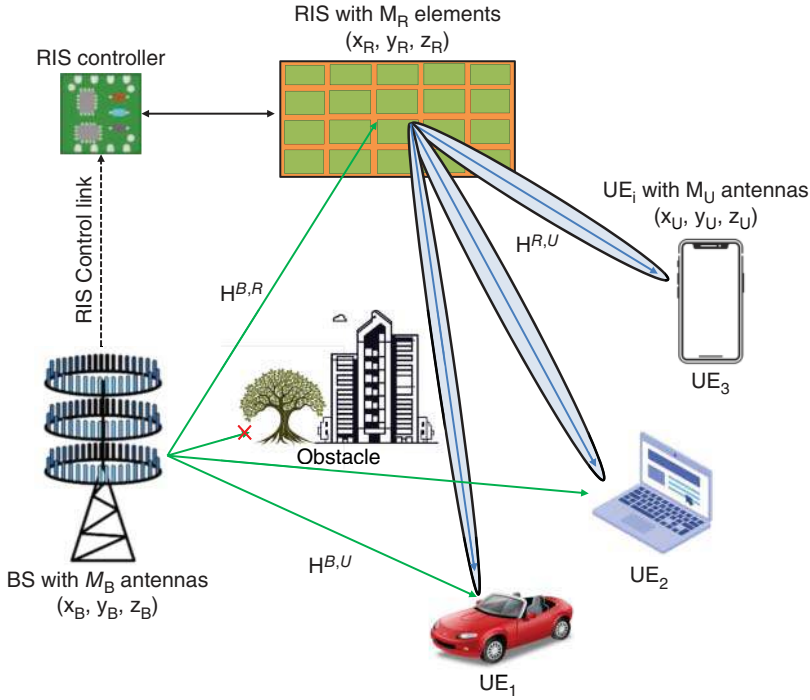 RIS with M_R elements
(x_R, y_R, z_R)
RIS controller
UE_i with M_U antennas
(x_U, y_U, z_U)
RIS Control link
H^{R,U}
H^{B,R}
UE_3
Obstacle
H^{B,U}
BS with M_B antennas
(x_B, y_B, z_B)
UE_2
UE_1